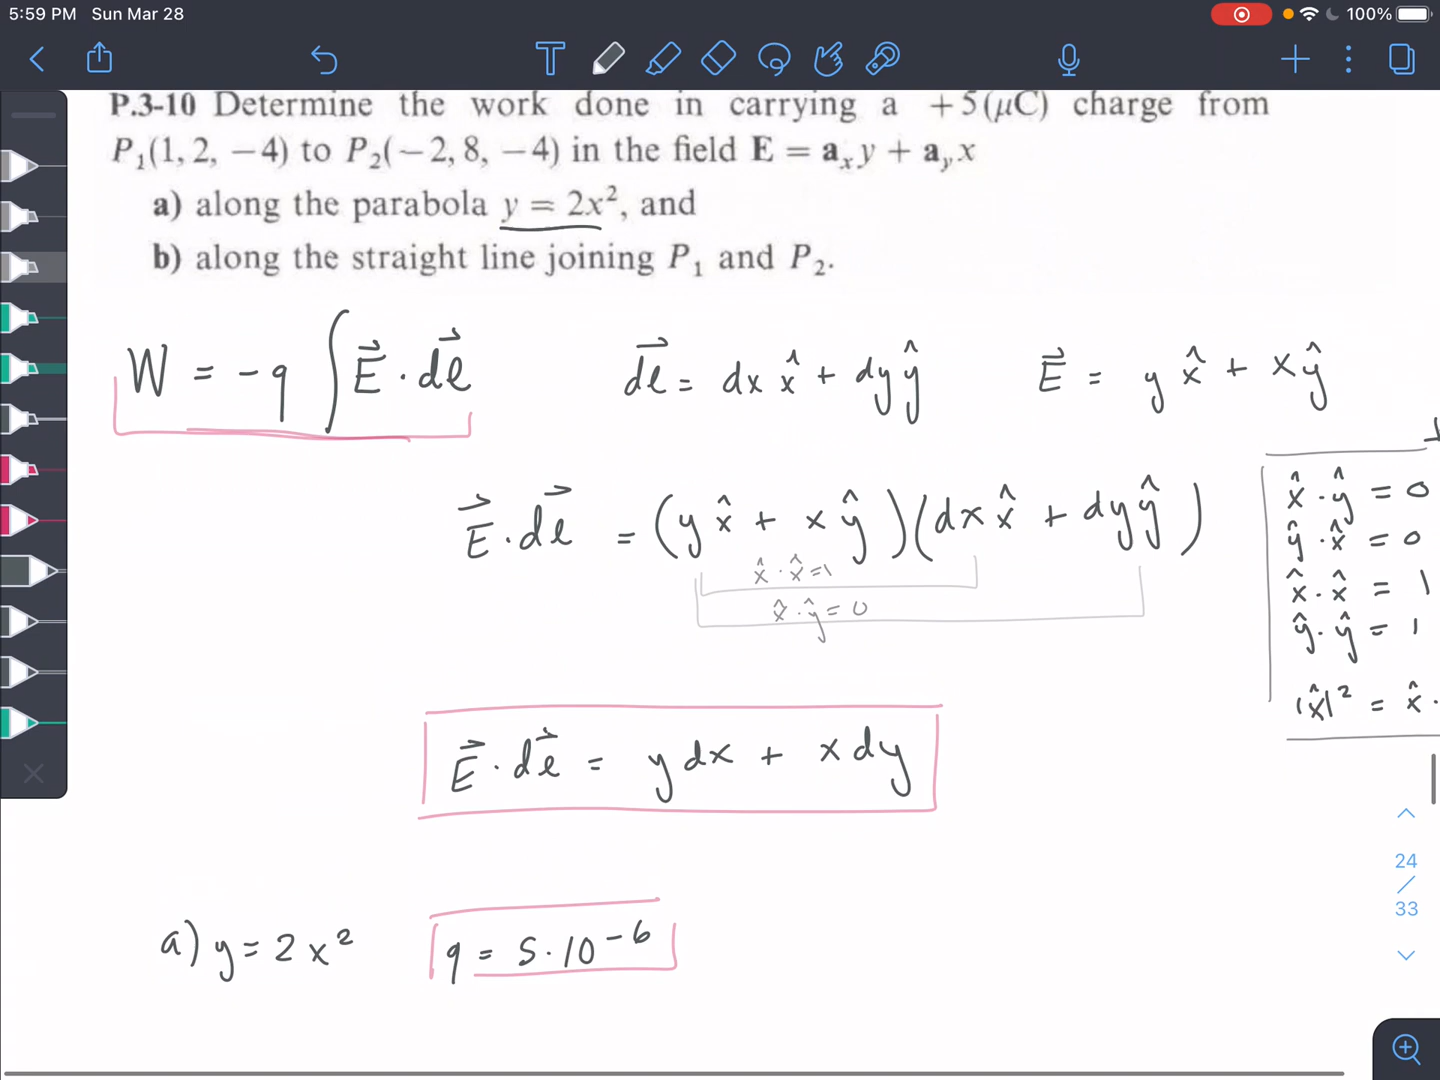 5:59 PM Sun Mar 28
100%
P.3-10 Determine the work done in carrying a +5(μC) charge from
P₁(1, 2, −4) to P₂(−2, 8, −4) in the field E = aₓy + aᵧx
a) along the parabola y = 2x², and
b) along the straight line joining P₁ and P₂.
W = -q ∫ E⃗ · dℓ⃗
dℓ⃗ = dx x̂ + dy ŷ
E⃗ = y x̂ + x ŷ
E⃗ · dℓ⃗ = (y x̂ + x ŷ)(dx x̂ + dy ŷ)
x̂ · x̂ = 1
x̂ · ŷ = 0
x̂ · ŷ = 0
ŷ · x̂ = 0
x̂ · x̂ = 1
ŷ · ŷ = 1
|x̂|² = x̂ ·
E⃗ · dℓ⃗ = y dx + x dy
a) y = 2x²
q = 5 · 10⁻⁶
24
/
33